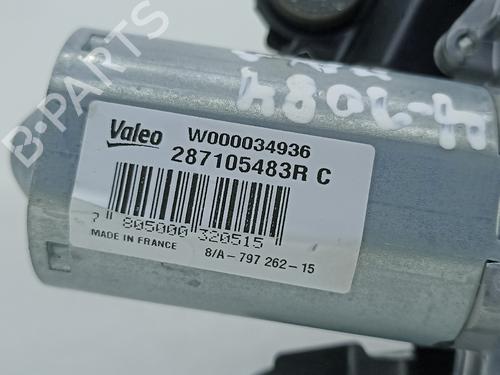 Valeo W000034936
287105483R C
7 805000 320515
MADE IN FRANCE 8/A - 797 262 - 15
B-PARTS